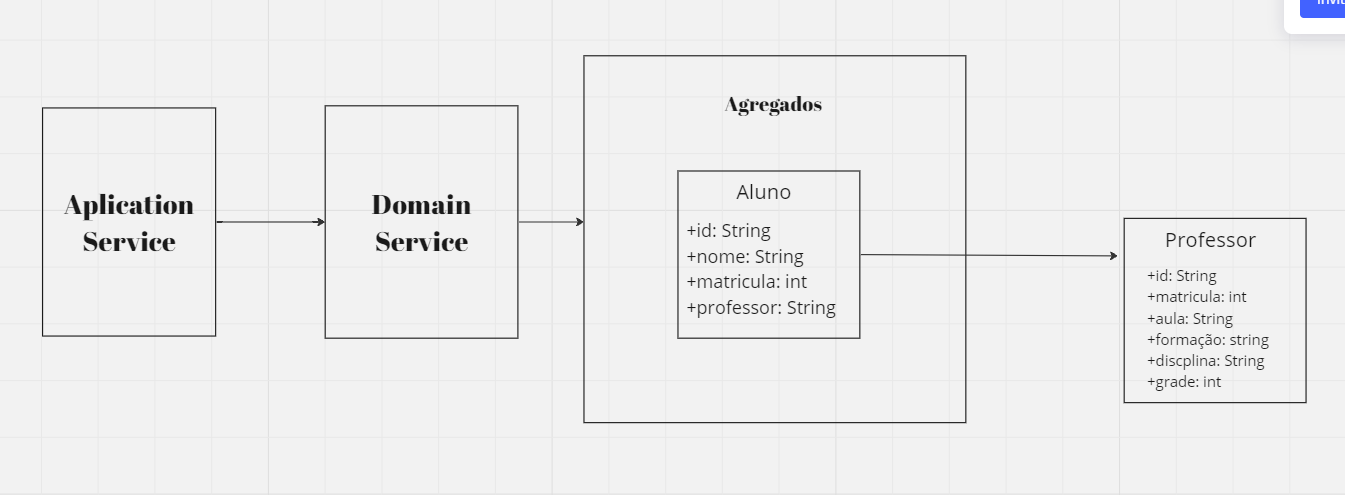 Agregados
Aplication
Service
Domain
Service
Aluno
+id: String
+nome: String
+matricula: int
+professor: String
Professor
+id: String
+matricula: int
+aula: String
+formação: string
+discplina: String
+grade: int